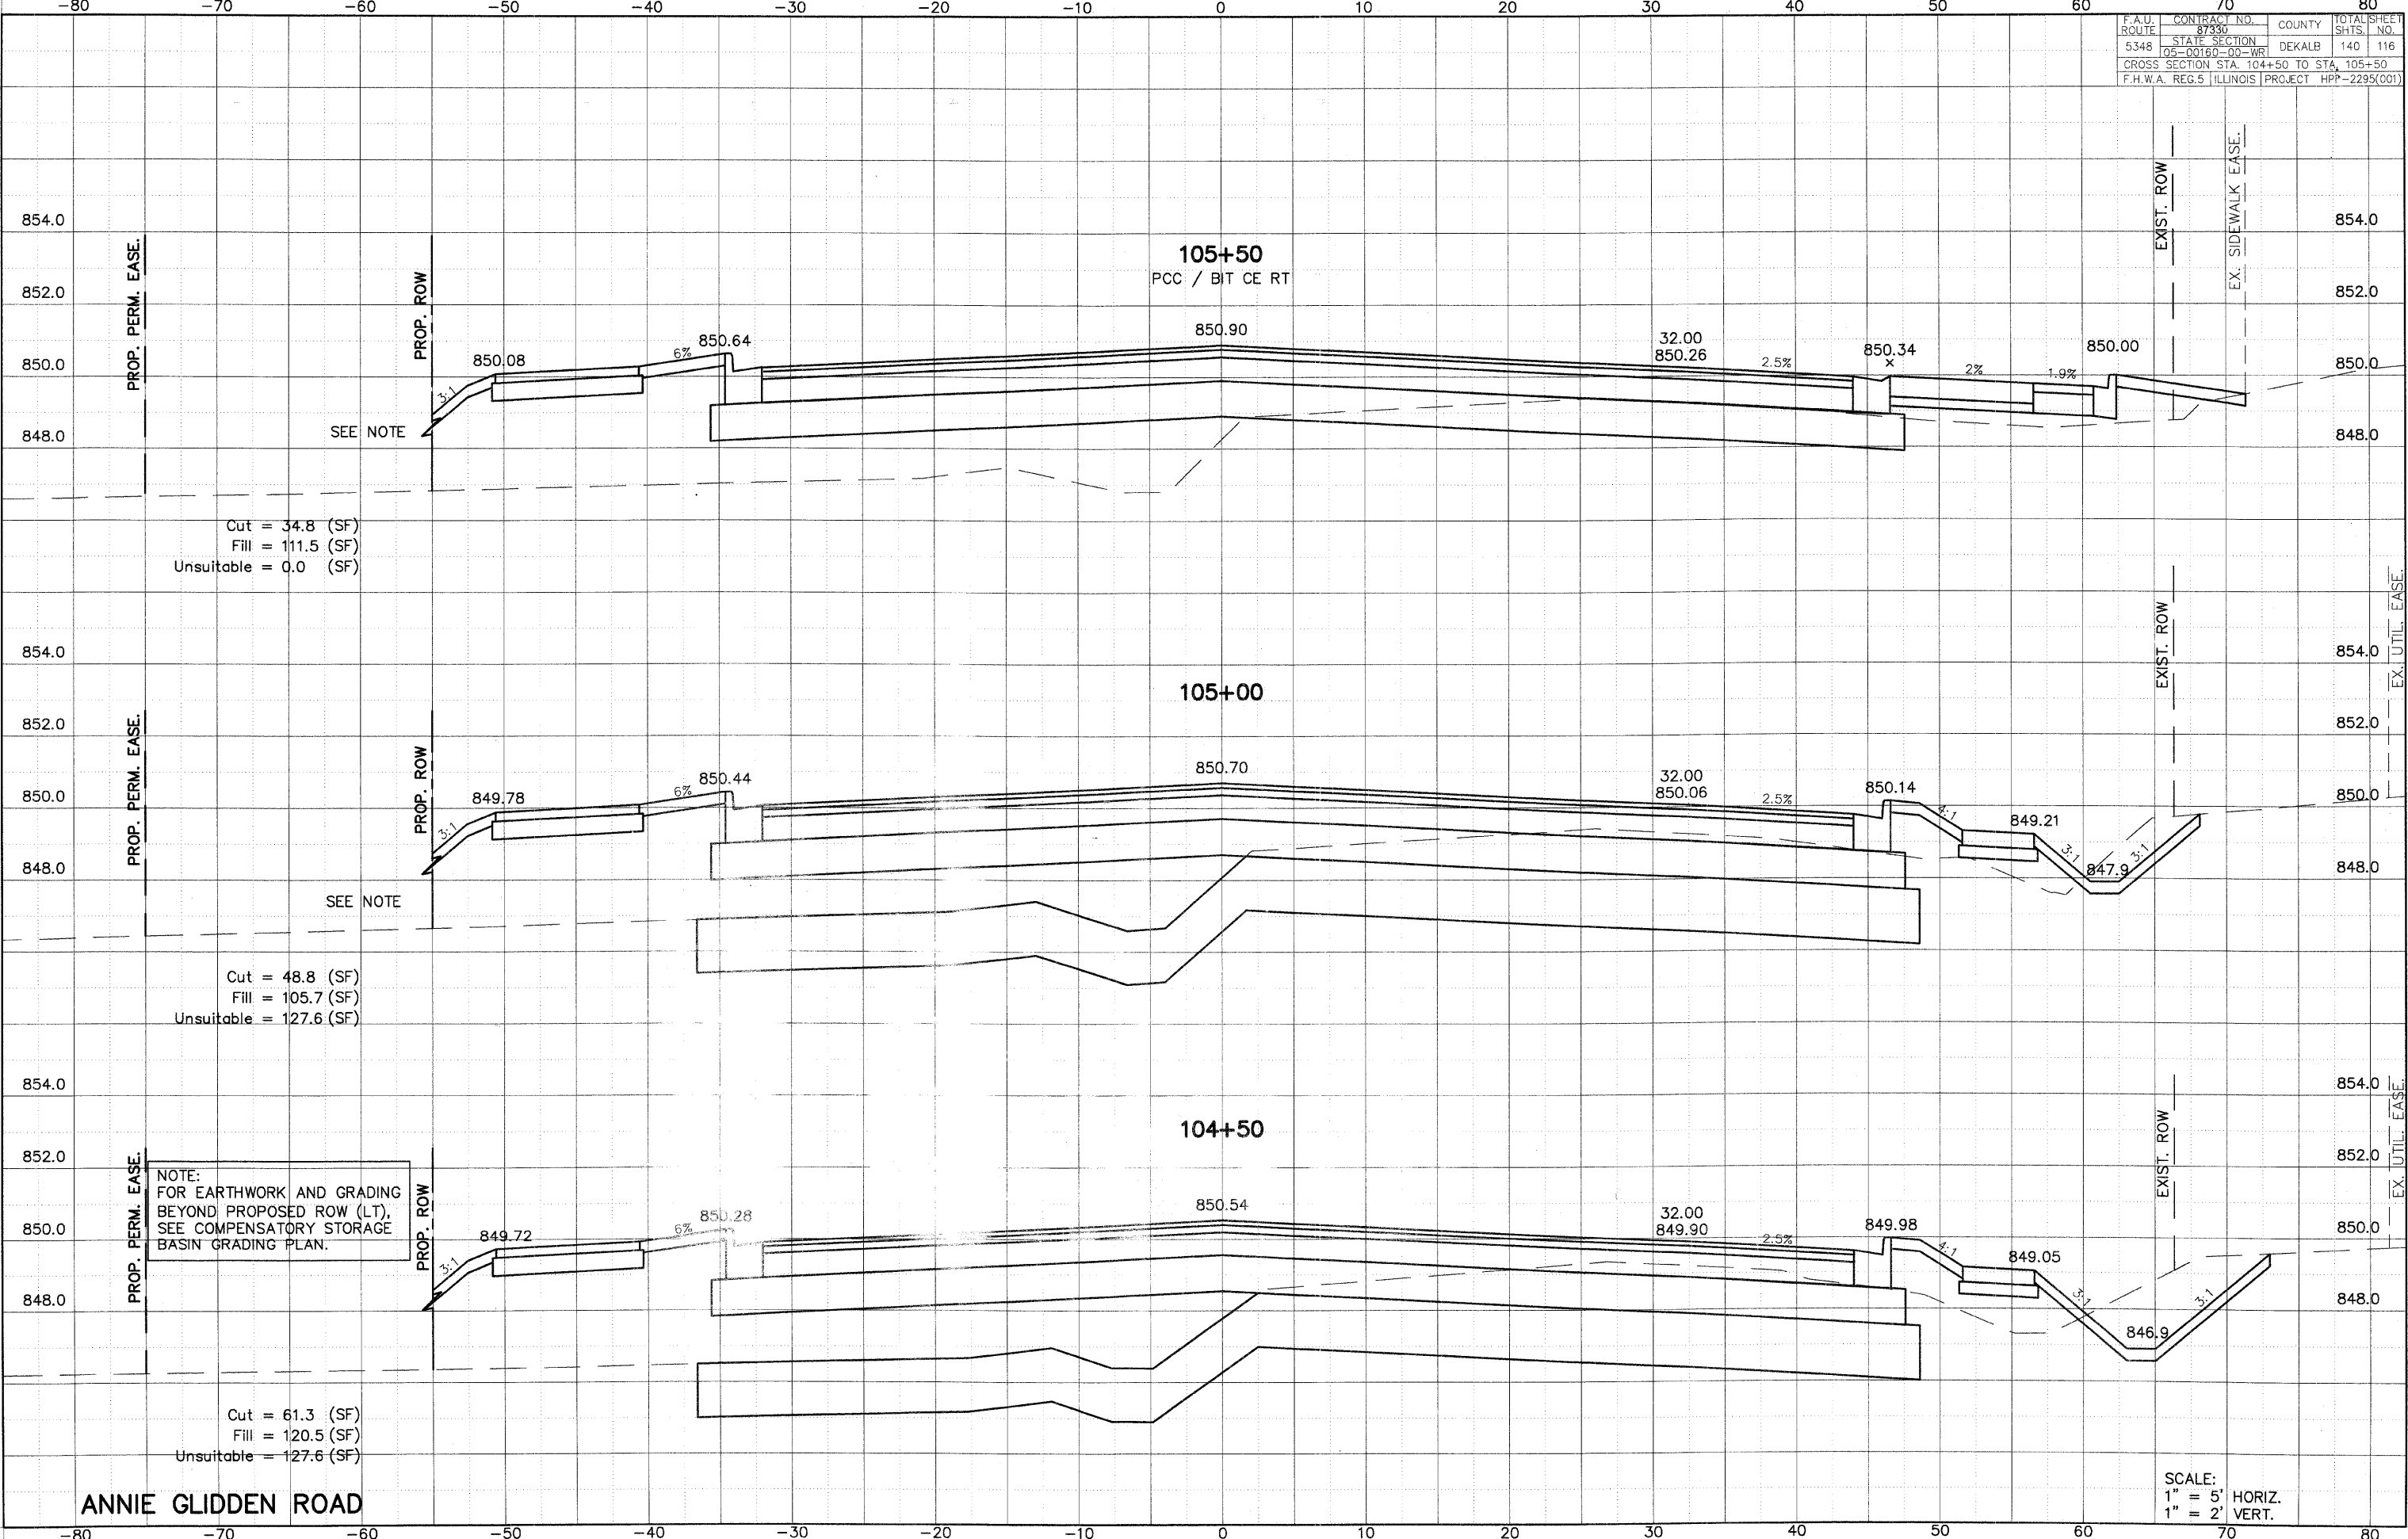 -80 -70 -60 -50 -40 -30 -20 -10 0 10 20 30 40 50 60 70 80
F.A.U. ROUTE CONTRACT NO. COUNTY TOTAL SHTS. SHEET NO.
87330
5348 STATE SECTION DEKALB 140 116
05-00160-00-WR
CROSS SECTION STA. 104+50 TO STA. 105+50
F.H.W.A. REG.5 ILLINOIS PROJECT HPP-2295(001)
PROP. PERM. EASE.
PROP. ROW
EXIST. ROW
EX. SIDEWALK EASE.
854.0 854.0
105+50
PCC / BIT CE RT
852.0 852.0
850.08 6% 850.64 850.90 32.00 850.34 850.00
850.26 2.5% × 2% 1.9%
850.0 850.0
3:1
SEE NOTE
848.0 848.0
Cut = 34.8 (SF)
Fill = 111.5 (SF)
Unsuitable = 0.0 (SF)
PROP. PERM. EASE.
PROP. ROW
EXIST. ROW
EX. UTIL. EASE.
854.0 854.0
105+00
852.0 852.0
849.78 6% 850.44 850.70 32.00 850.14
850.06 2.5% 4:1 849.21
850.0 850.0
3:1 3:1 847.9 3:1
848.0 848.0
SEE NOTE
Cut = 48.8 (SF)
Fill = 105.7 (SF)
Unsuitable = 127.6 (SF)
PROP. PERM. EASE.
PROP. ROW
EXIST. ROW
EX. UTIL. EASE.
854.0 854.0
104+50
852.0 852.0
NOTE:
FOR EARTHWORK AND GRADING
BEYOND PROPOSED ROW (LT),
SEE COMPENSATORY STORAGE
BASIN GRADING PLAN.
849.72 6% 850.28 850.54 32.00 849.98
849.90 2.5% 4:1 849.05
850.0 850.0
3:1 3:1 846.9 3:1
848.0 848.0
Cut = 61.3 (SF)
Fill = 120.5 (SF)
Unsuitable = 127.6 (SF)
ANNIE GLIDDEN ROAD
SCALE:
1" = 5' HORIZ.
1" = 2' VERT.
-80 -70 -60 -50 -40 -30 -20 -10 0 10 20 30 40 50 60 70 80